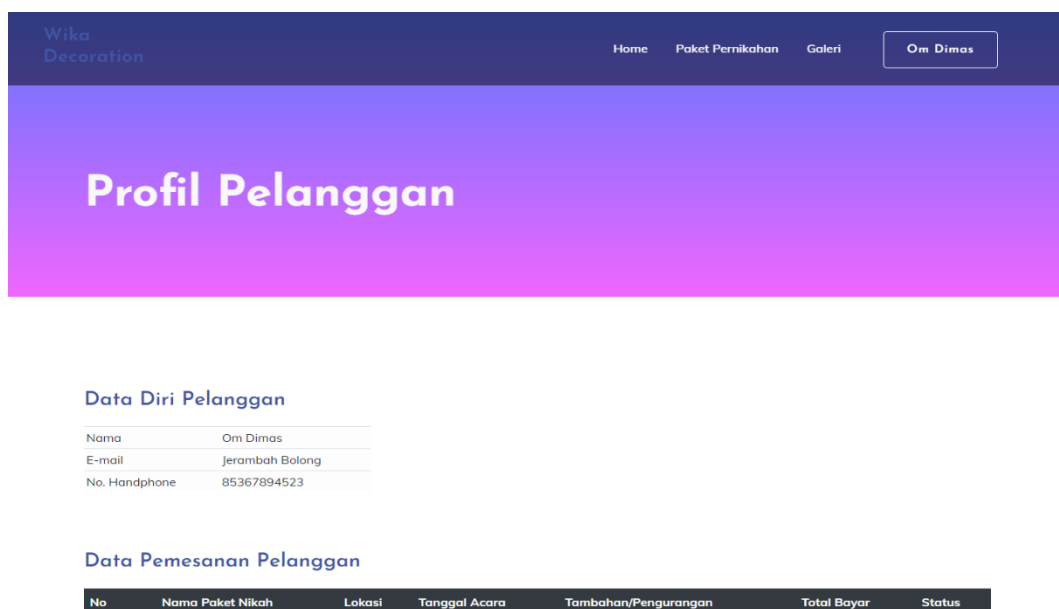 Wika
Decoration
Home Paket Pernikahan Galeri Om Dimas
Profil Pelanggan
Data Diri Pelanggan
Nama Om Dimas
E-mail Jerambah Bolong
No. Handphone 85367894523
Data Pemesanan Pelanggan
No Nama Paket Nikah Lokasi Tanggal Acara Tambahan/Pengurangan Total Bayar Status